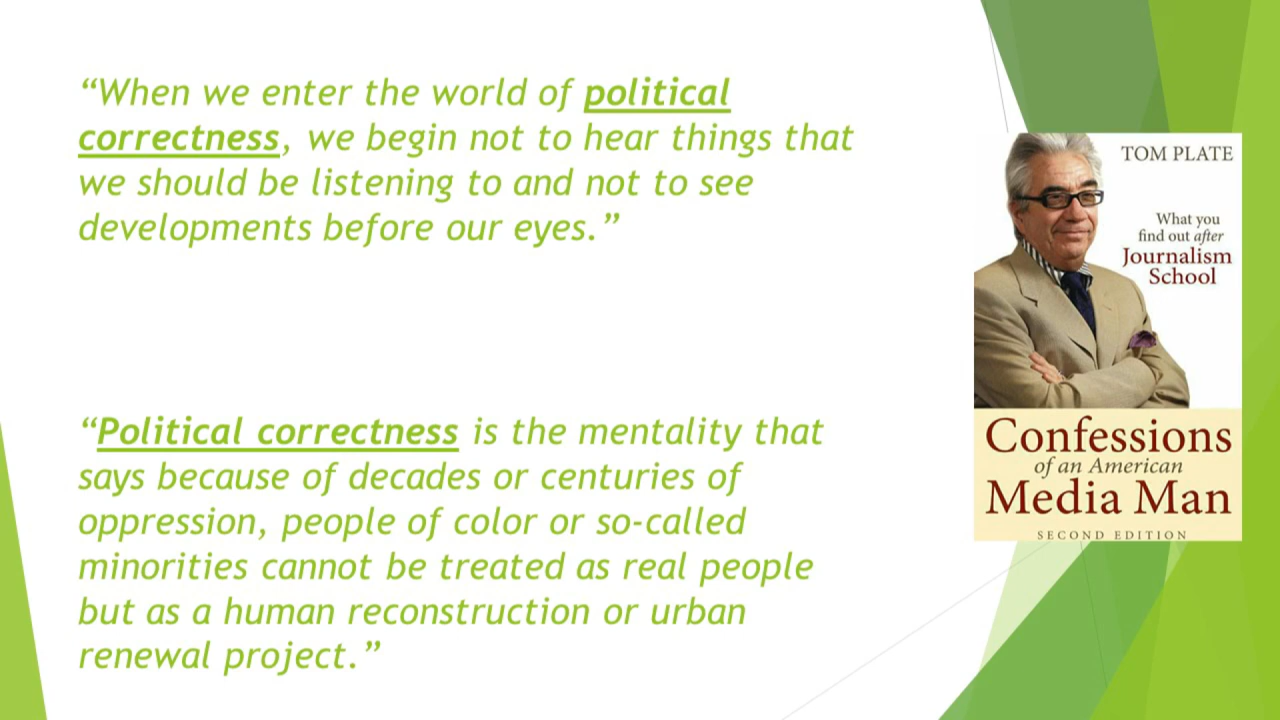 “When we enter the world of political
correctness, we begin not to hear things that
we should be listening to and not to see
developments before our eyes.”
“Political correctness is the mentality that
says because of decades or centuries of
oppression, people of color or so-called
minorities cannot be treated as real people
but as a human reconstruction or urban
renewal project.”
TOM PLATE
What you
find out after
Journalism
School
Confessions
of an American
Media Man
SECOND EDITION